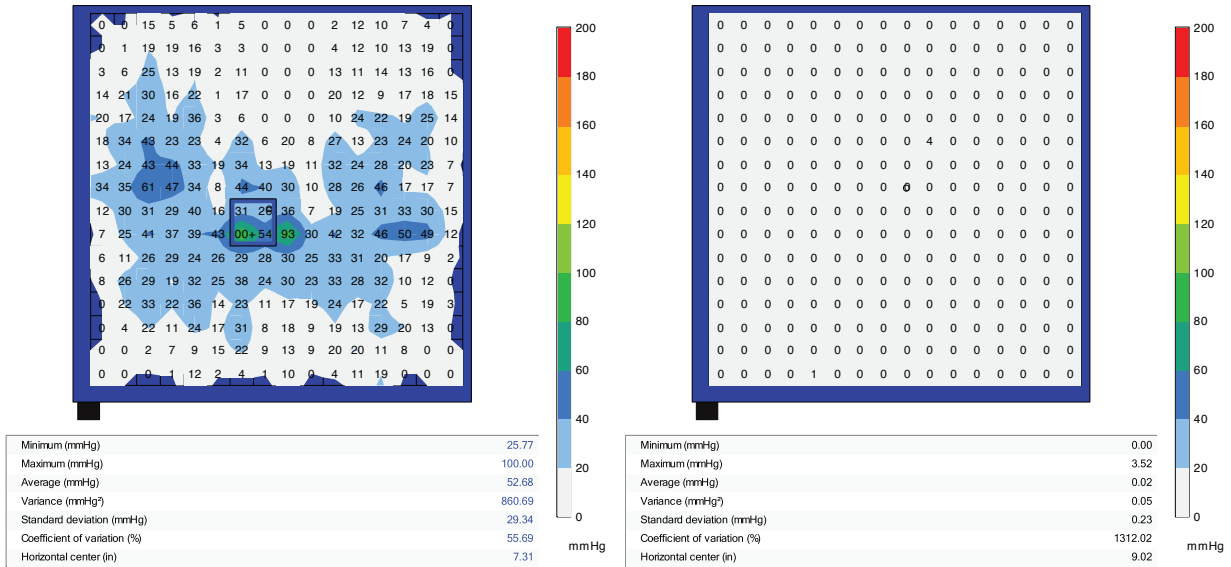 0 0 15 5 6 1 5 0 0 0 2 12 10 7 4 0
0 1 19 19 16 3 3 0 0 0 4 12 10 13 19 0
3 6 25 13 19 2 11 0 0 0 13 11 14 13 16 0
14 21 30 16 22 1 17 0 0 0 20 12 9 17 18 15
20 17 24 19 36 3 6 0 0 0 10 24 22 19 25 14
18 34 43 23 23 4 32 6 20 8 27 13 23 24 20 10
13 24 43 44 33 19 34 13 19 11 32 24 28 20 23 7
34 35 61 47 34 8 44 40 30 10 28 26 46 17 17 7
12 30 31 29 40 16 31 36 7 19 25 31 33 30 15
7 25 41 37 39 43 00+ 54 93 30 42 32 46 50 49 12
6 11 26 29 24 26 29 28 30 25 33 31 20 17 9 2
8 26 29 19 32 25 38 24 30 23 33 28 32 10 12 0
0 22 33 22 36 14 23 11 17 19 24 17 22 5 19 3
0 4 22 11 24 17 31 8 18 9 19 13 29 20 13 0
0 0 2 7 9 15 22 9 13 9 20 20 11 8 0 0
0 0 0 1 12 2 4 1 10 0 4 11 19 0 0 0
200
180
160
140
120
100
80
60
40
20
0
mmHg
Minimum (mmHg) 25.77
Maximum (mmHg) 100.00
Average (mmHg) 52.68
Variance (mmHg²) 860.69
Standard deviation (mmHg) 29.34
Coefficient of variation (%) 55.69
Horizontal center (in) 7.31
0 0 0 0 0 0 0 0 0 0 0 0 0 0 0 0
0 0 0 0 0 0 0 0 0 0 0 0 0 0 0 0
0 0 0 0 0 0 0 0 0 0 0 0 0 0 0 0
0 0 0 0 0 0 0 0 0 0 0 0 0 0 0 0
0 0 0 0 0 0 0 0 0 0 0 0 0 0 0 0
0 0 0 0 0 0 0 0 0 4 0 0 0 0 0 0
0 0 0 0 0 0 0 0 0 0 0 0 0 0 0 0
0 0 0 0 0 0 0 0 0 0 0 0 0 0 0 0
0 0 0 0 0 0 0 0 0 0 0 0 0 0 0 0
0 0 0 0 0 0 0 0 0 0 0 0 0 0 0 0
0 0 0 0 0 0 0 0 0 0 0 0 0 0 0 0
0 0 0 0 0 0 0 0 0 0 0 0 0 0 0 0
0 0 0 0 0 0 0 0 0 0 0 0 0 0 0 0
0 0 0 0 0 0 0 0 0 0 0 0 0 0 0 0
0 0 0 0 0 0 0 0 0 0 0 0 0 0 0 0
0 0 0 0 1 0 0 0 0 0 0 0 0 0 0 0
200
180
160
140
120
100
80
60
40
20
0
mmHg
Minimum (mmHg) 0.00
Maximum (mmHg) 3.52
Average (mmHg) 0.02
Variance (mmHg²) 0.05
Standard deviation (mmHg) 0.23
Coefficient of variation (%) 1312.02
Horizontal center (in) 9.02